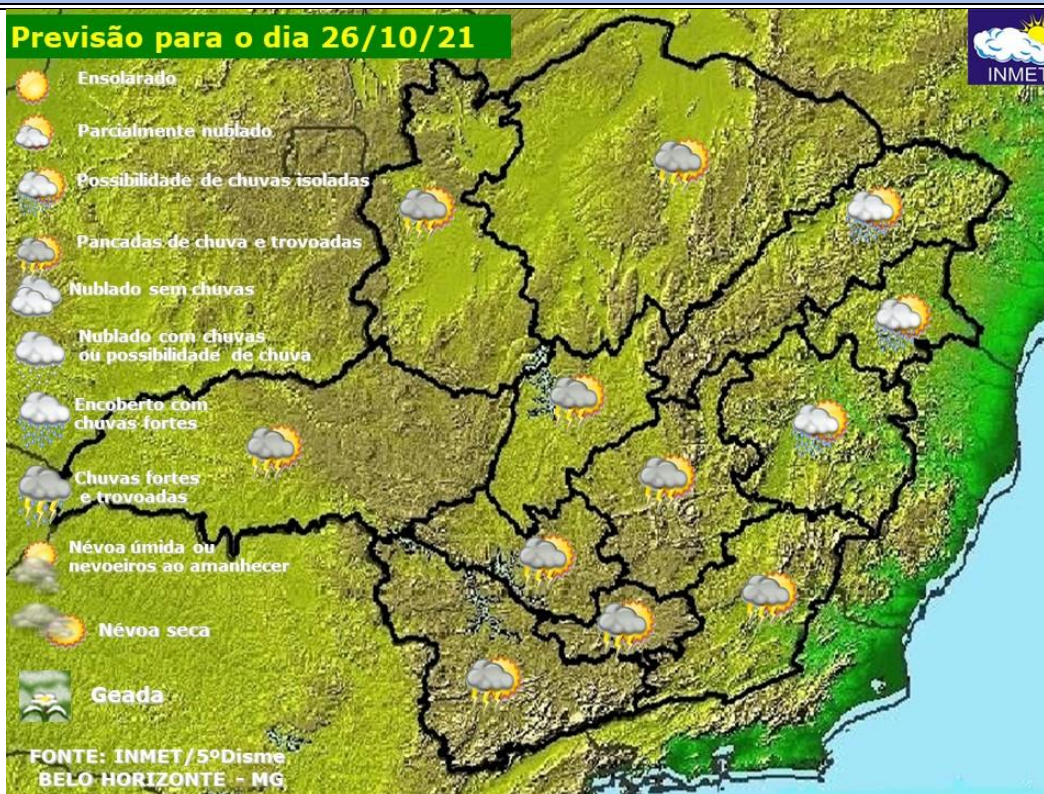 Previsão para o dia 26/10/21
INMET
Ensolarado
Parcialmente nublado
Possibilidade de chuvas isoladas
Pancadas de chuva e trovoadas
Nublado sem chuvas
Nublado com chuvas
ou possibilidade de chuva
Encoberto com
chuvas fortes
Chuvas fortes
e trovoadas
Névoa úmida ou
nevoeiros ao amanhecer
Névoa seca
Geada
FONTE: INMET/5ºDisme
BELO HORIZONTE - MG